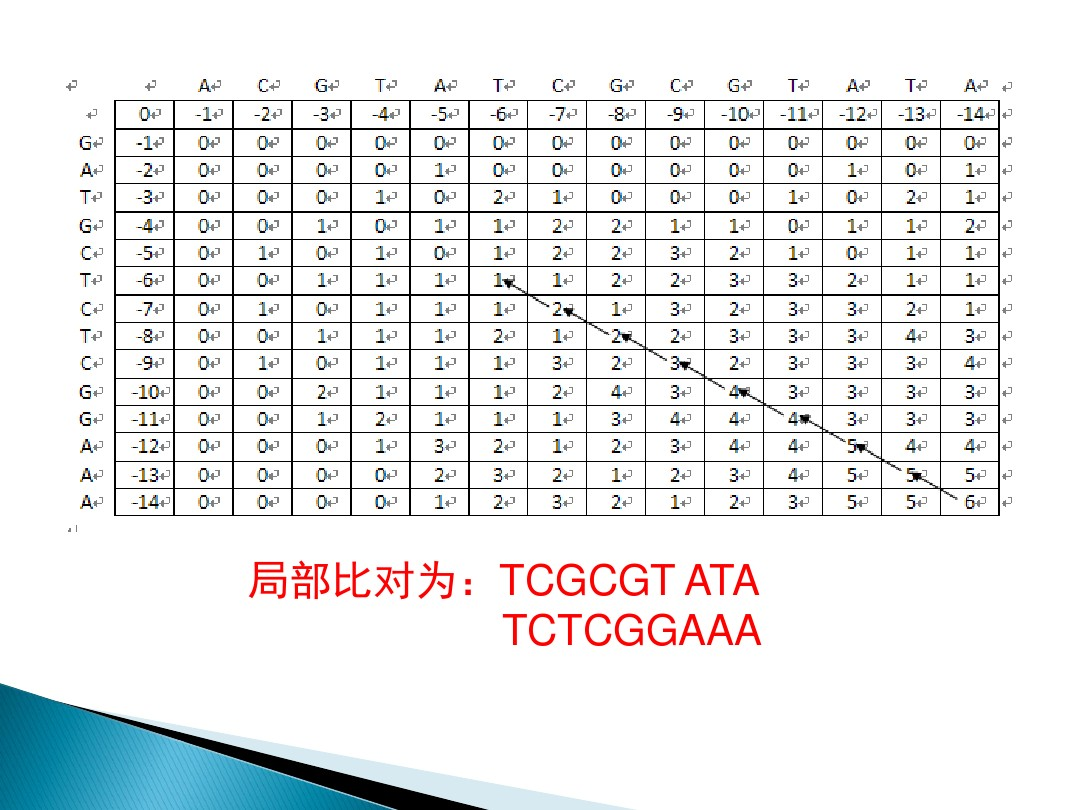 A C G T A T C G C G T A T A
0 -1 -2 -3 -4 -5 -6 -7 -8 -9 -10 -11 -12 -13 -14
G -1 0 0 0 0 0 0 0 0 0 0 0 0 0 0
A -2 0 0 0 0 1 0 0 0 0 0 0 1 0 1
T -3 0 0 0 1 0 2 1 0 0 0 1 0 2 1
G -4 0 0 1 0 1 1 2 2 1 1 0 1 1 2
C -5 0 1 0 1 0 1 2 2 3 2 1 0 1 1
T -6 0 0 1 1 1 1 1 2 2 3 3 2 1 1
C -7 0 1 0 1 1 1 2 1 3 2 3 3 2 1
T -8 0 0 1 1 1 2 1 2 2 3 3 3 4 3
C -9 0 1 0 1 1 1 3 2 3 2 3 3 3 4
G -10 0 0 2 1 1 1 2 4 3 4 3 3 3 3
G -11 0 0 1 2 1 1 1 3 4 4 4 3 3 3
A -12 0 0 0 1 3 2 1 2 3 4 4 5 4 4
A -13 0 0 0 0 2 3 2 1 2 3 4 5 5 5
A -14 0 0 0 0 1 2 3 2 1 2 3 5 5 6
局部比对为：TCGCGT ATA
TCTCGGAAA